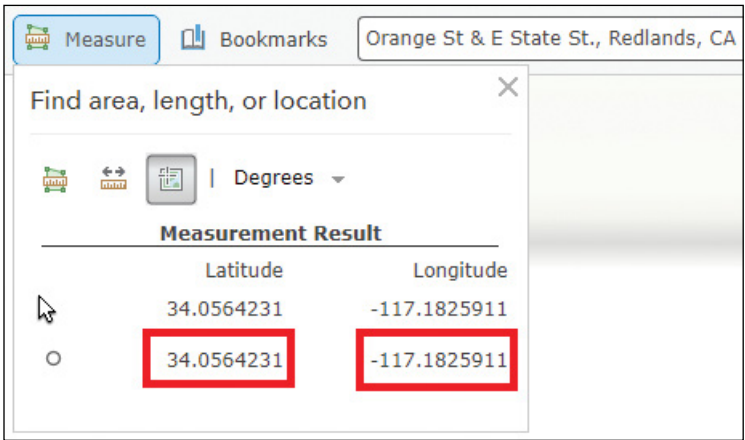 Measure Bookmarks Orange St & E State St., Redlands, CA
Find area, length, or location
| Degrees
Measurement Result
Latitude Longitude
34.0564231 -117.1825911
34.0564231 -117.1825911